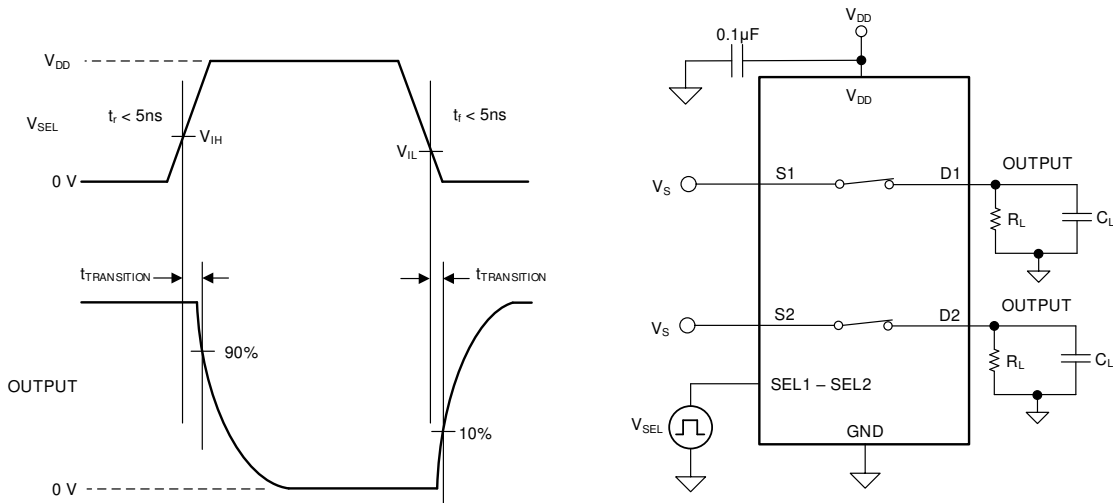 V_DD
V_SEL
0 V
t_r < 5ns
V_IH
t_f < 5ns
V_IL
t_TRANSITION
t_TRANSITION
90%
OUTPUT
10%
0 V
V_DD
0.1µF
V_DD
V_S
S1
D1
OUTPUT
R_L
C_L
V_S
S2
D2
OUTPUT
R_L
C_L
SEL1 – SEL2
V_SEL
GND